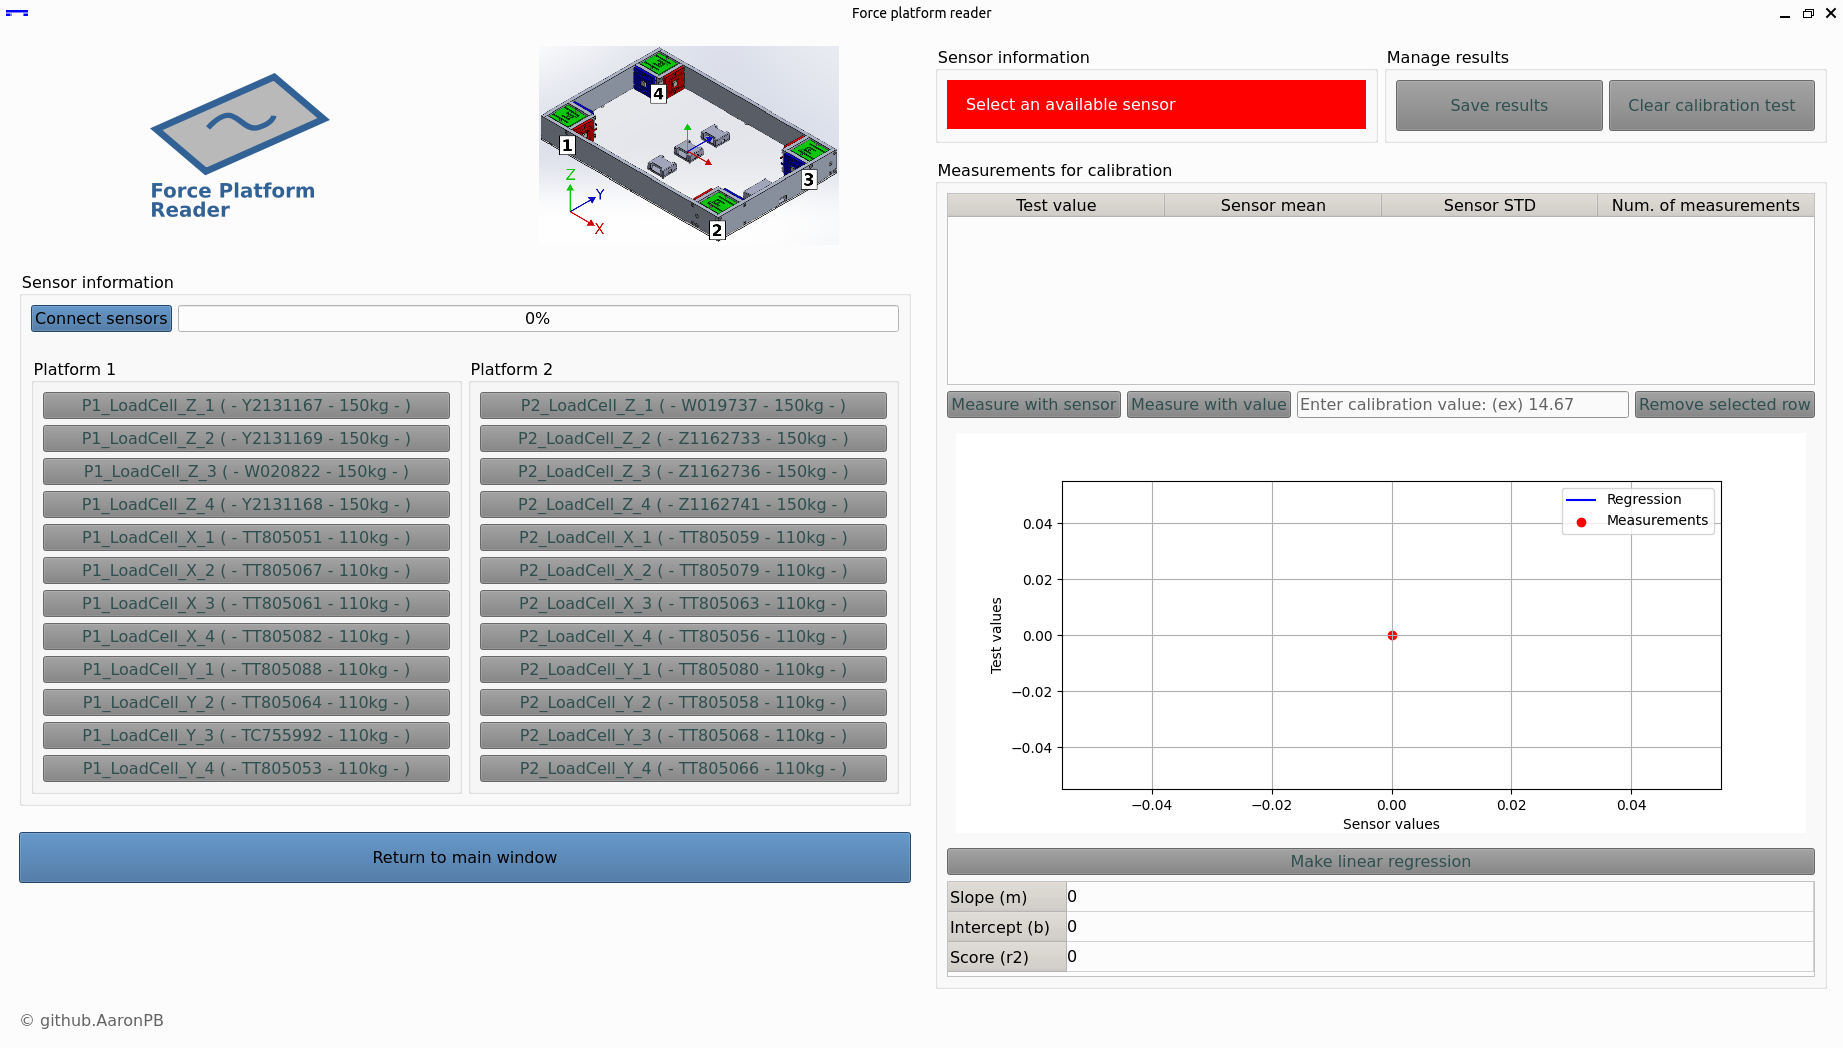 Force platform reader
Force Platform
Reader
4
1
3
2
Z
Y
X
Sensor information
Connect sensors
0%
Platform 1
P1_LoadCell_Z_1 ( - Y2131167 - 150kg - )
P1_LoadCell_Z_2 ( - Y2131169 - 150kg - )
P1_LoadCell_Z_3 ( - W020822 - 150kg - )
P1_LoadCell_Z_4 ( - Y2131168 - 150kg - )
P1_LoadCell_X_1 ( - TT805051 - 110kg - )
P1_LoadCell_X_2 ( - TT805067 - 110kg - )
P1_LoadCell_X_3 ( - TT805061 - 110kg - )
P1_LoadCell_X_4 ( - TT805082 - 110kg - )
P1_LoadCell_Y_1 ( - TT805088 - 110kg - )
P1_LoadCell_Y_2 ( - TT805064 - 110kg - )
P1_LoadCell_Y_3 ( - TC755992 - 110kg - )
P1_LoadCell_Y_4 ( - TT805053 - 110kg - )
Platform 2
P2_LoadCell_Z_1 ( - W019737 - 150kg - )
P2_LoadCell_Z_2 ( - Z1162733 - 150kg - )
P2_LoadCell_Z_3 ( - Z1162736 - 150kg - )
P2_LoadCell_Z_4 ( - Z1162741 - 150kg - )
P2_LoadCell_X_1 ( - TT805059 - 110kg - )
P2_LoadCell_X_2 ( - TT805079 - 110kg - )
P2_LoadCell_X_3 ( - TT805063 - 110kg - )
P2_LoadCell_X_4 ( - TT805056 - 110kg - )
P2_LoadCell_Y_1 ( - TT805080 - 110kg - )
P2_LoadCell_Y_2 ( - TT805058 - 110kg - )
P2_LoadCell_Y_3 ( - TT805068 - 110kg - )
P2_LoadCell_Y_4 ( - TT805066 - 110kg - )
Return to main window
© github.AaronPB
Sensor information
Select an available sensor
Manage results
Save results
Clear calibration test
Measurements for calibration
Test value Sensor mean Sensor STD Num. of measurements
Measure with sensor
Measure with value
Enter calibration value: (ex) 14.67
Remove selected row
Regression
Measurements
Test values
0.04
0.02
0.00
−0.02
−0.04
−0.04 −0.02 0.00 0.02 0.04
Sensor values
Make linear regression
Slope (m) 0
Intercept (b) 0
Score (r2) 0